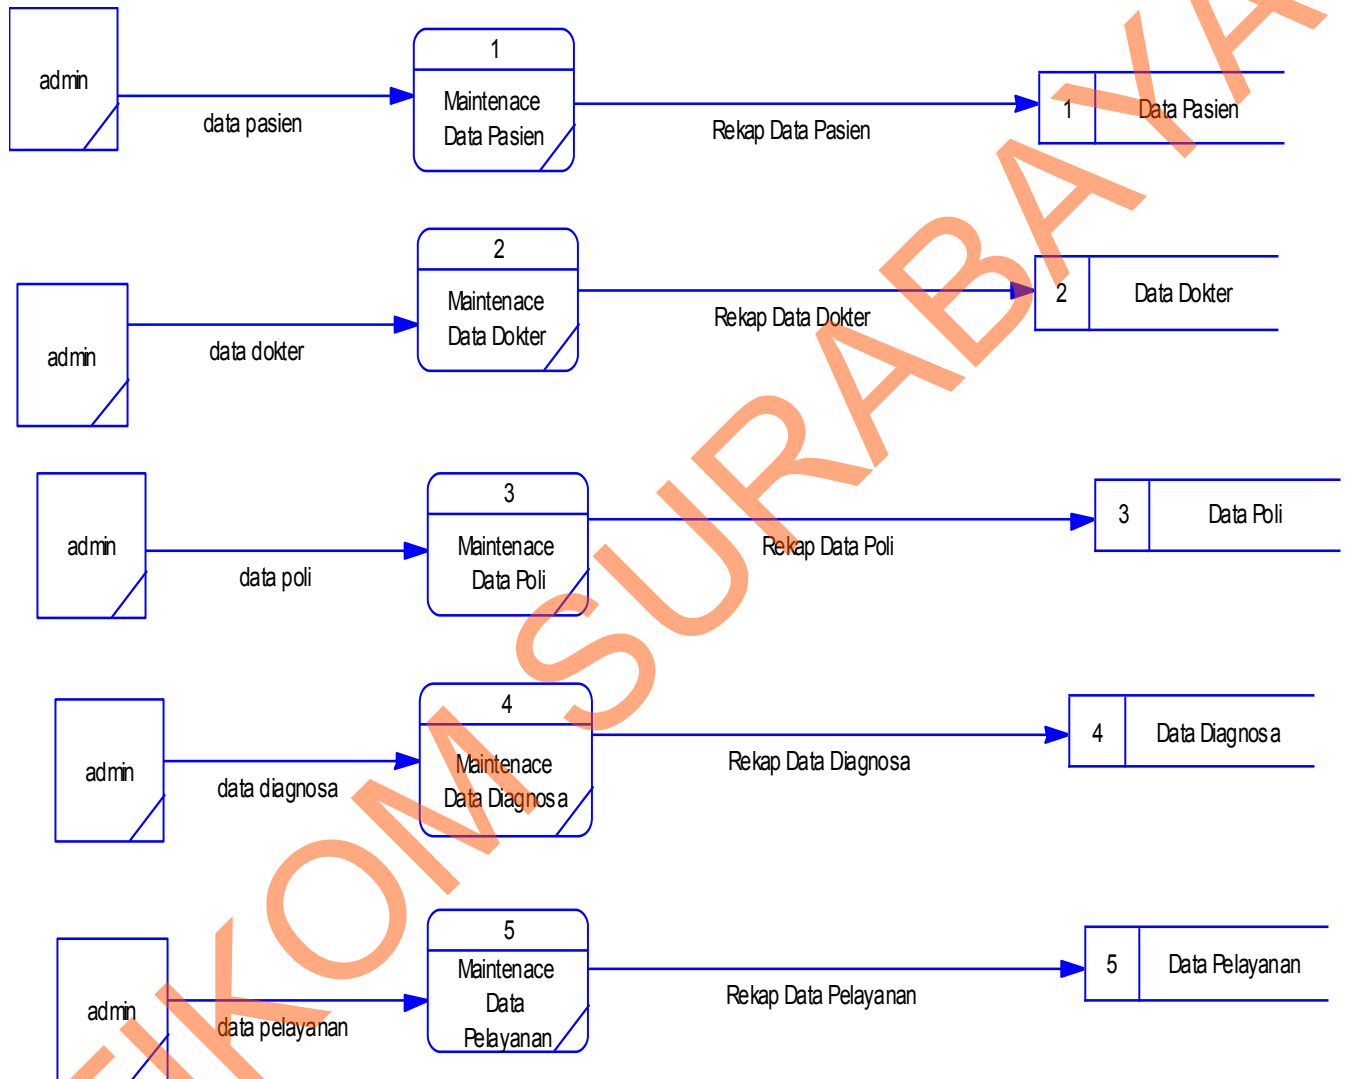 admin
data pasien
1
Maintenace
Data Pasien
Rekap Data Pasien
1
Data Pasien
admin
data dokter
2
Maintenace
Data Dokter
Rekap Data Dokter
2
Data Dokter
admin
data poli
3
Maintenace
Data Poli
Rekap Data Poli
3
Data Poli
admin
data diagnosa
4
Maintenace
Data Diagnosa
Rekap Data Diagnosa
4
Data Diagnosa
admin
data pelayanan
5
Maintenace
Data
Pelayanan
Rekap Data Pelayanan
5
Data Pelayanan
IKOM SURABAYA